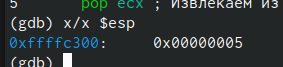 5 pop ecx ; Извлекаем из
(gdb) x/x $esp
0xffffc300: 0x00000005
(gdb)